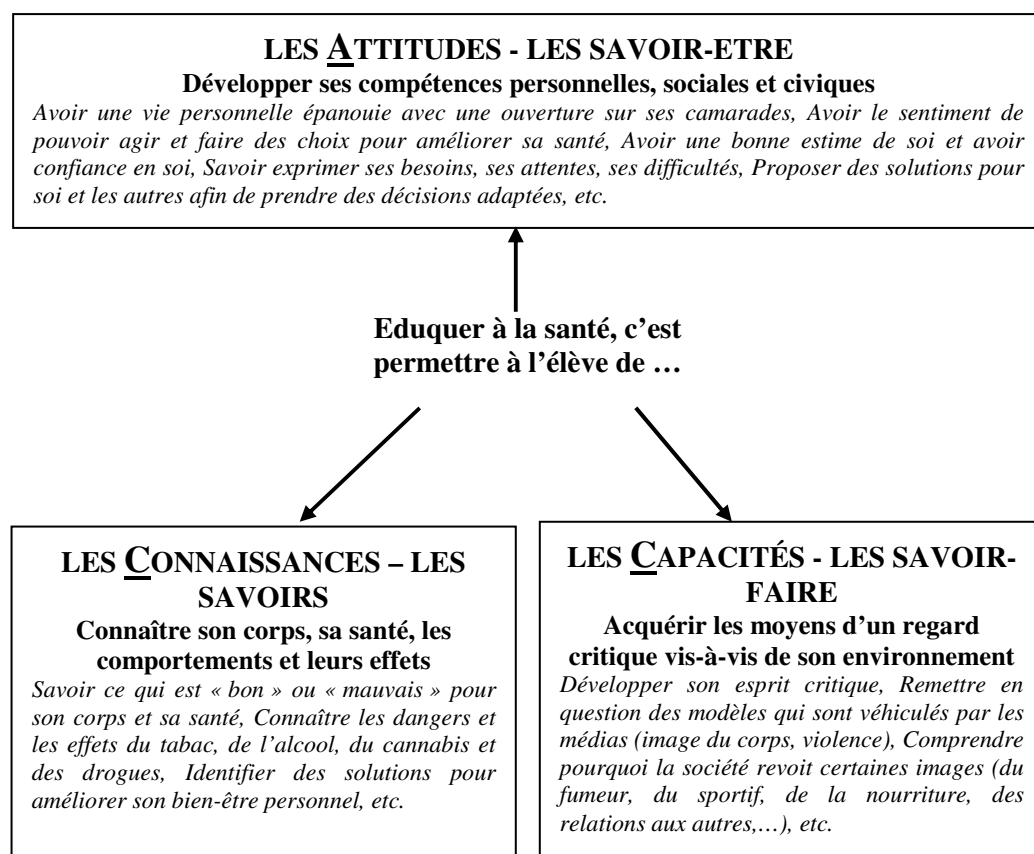 LES ATTITUDES - LES SAVOIR-ETRE
Développer ses compétences personnelles, sociales et civiques
Avoir une vie personnelle épanouie avec une ouverture sur ses camarades, Avoir le sentiment de
pouvoir agir et faire des choix pour améliorer sa santé, Avoir une bonne estime de soi et avoir
confiance en soi, Savoir exprimer ses besoins, ses attentes, ses difficultés, Proposer des solutions pour
soi et les autres afin de prendre des décisions adaptées, etc.
Eduquer à la santé, c’est
permettre à l’élève de …
LES CONNAISSANCES – LES
SAVOIRS
Connaître son corps, sa santé, les
comportements et leurs effets
Savoir ce qui est « bon » ou « mauvais » pour
son corps et sa santé, Connaître les dangers et
les effets du tabac, de l’alcool, du cannabis et
des drogues, Identifier des solutions pour
améliorer son bien-être personnel, etc.
LES CAPACITÉS - LES SAVOIR-
FAIRE
Acquérir les moyens d’un regard
critique vis-à-vis de son environnement
Développer son esprit critique, Remettre en
question des modèles qui sont véhiculés par les
médias (image du corps, violence), Comprendre
pourquoi la société revoit certaines images (du
fumeur, du sportif, de la nourriture, des
relations aux autres,…), etc.